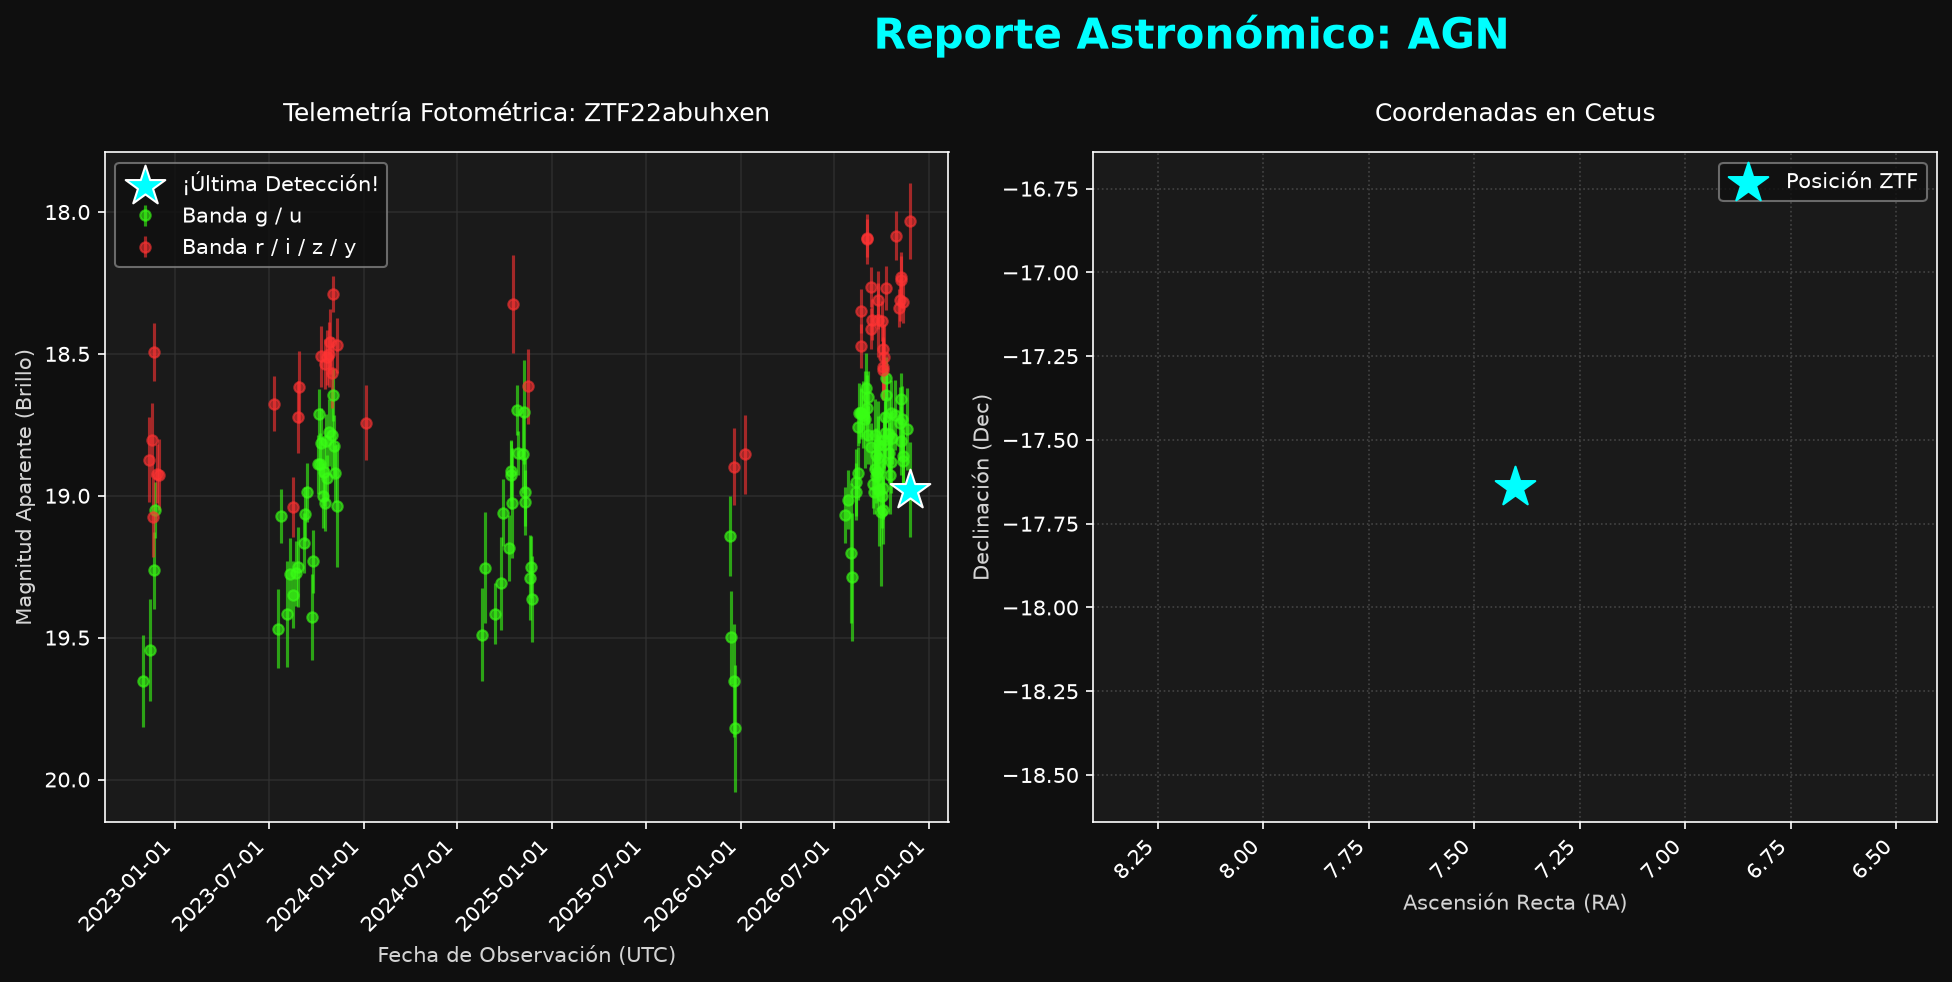 Reporte Astronómico: AGN
Telemetría Fotométrica: ZTF22abuhxen
¡Última Detección!
Banda g / u
Banda r / i / z / y
Magnitud Aparente (Brillo)
18.0
18.5
19.0
19.5
20.0
2023-01-01
2023-07-01
2024-01-01
2024-07-01
2025-01-01
2025-07-01
2026-01-01
2026-07-01
2027-01-01
Fecha de Observación (UTC)
Coordenadas en Cetus
Posición ZTF
Declinación (Dec)
−16.75
−17.00
−17.25
−17.50
−17.75
−18.00
−18.25
−18.50
8.25
8.00
7.75
7.50
7.25
7.00
6.75
6.50
Ascensión Recta (RA)